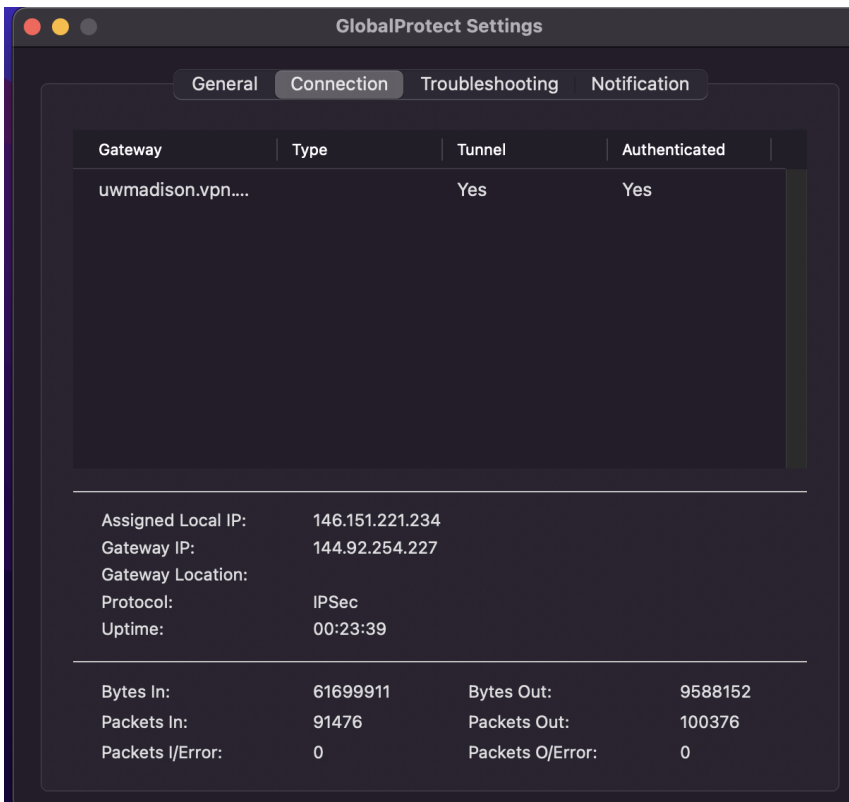 GlobalProtect Settings
General Connection Troubleshooting Notification
Gateway Type Tunnel Authenticated
uwmadison.vpn.... Yes Yes
Assigned Local IP: 146.151.221.234
Gateway IP: 144.92.254.227
Gateway Location:
Protocol: IPSec
Uptime: 00:23:39
Bytes In: 61699911 Bytes Out: 9588152
Packets In: 91476 Packets Out: 100376
Packets I/Error: 0 Packets O/Error: 0